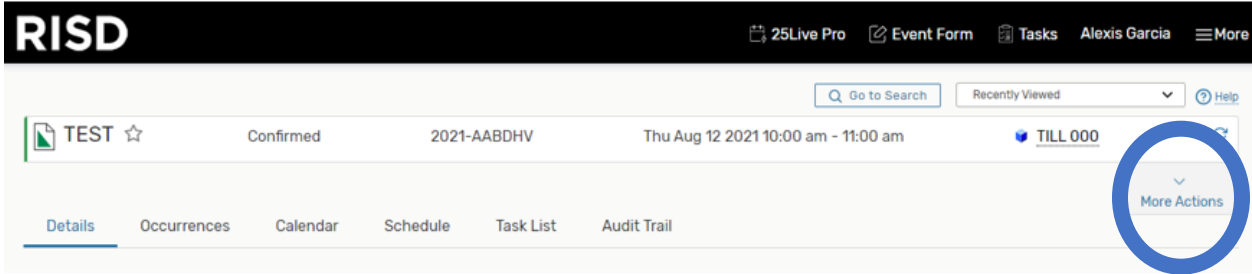 RISD 25Live Pro Event Form Tasks Alexis Garcia More
Go to Search Recently Viewed Help
TEST Confirmed 2021-AABDHV Thu Aug 12 2021 10:00 am - 11:00 am TILL 000
More Actions
Details Occurrences Calendar Schedule Task List Audit Trail